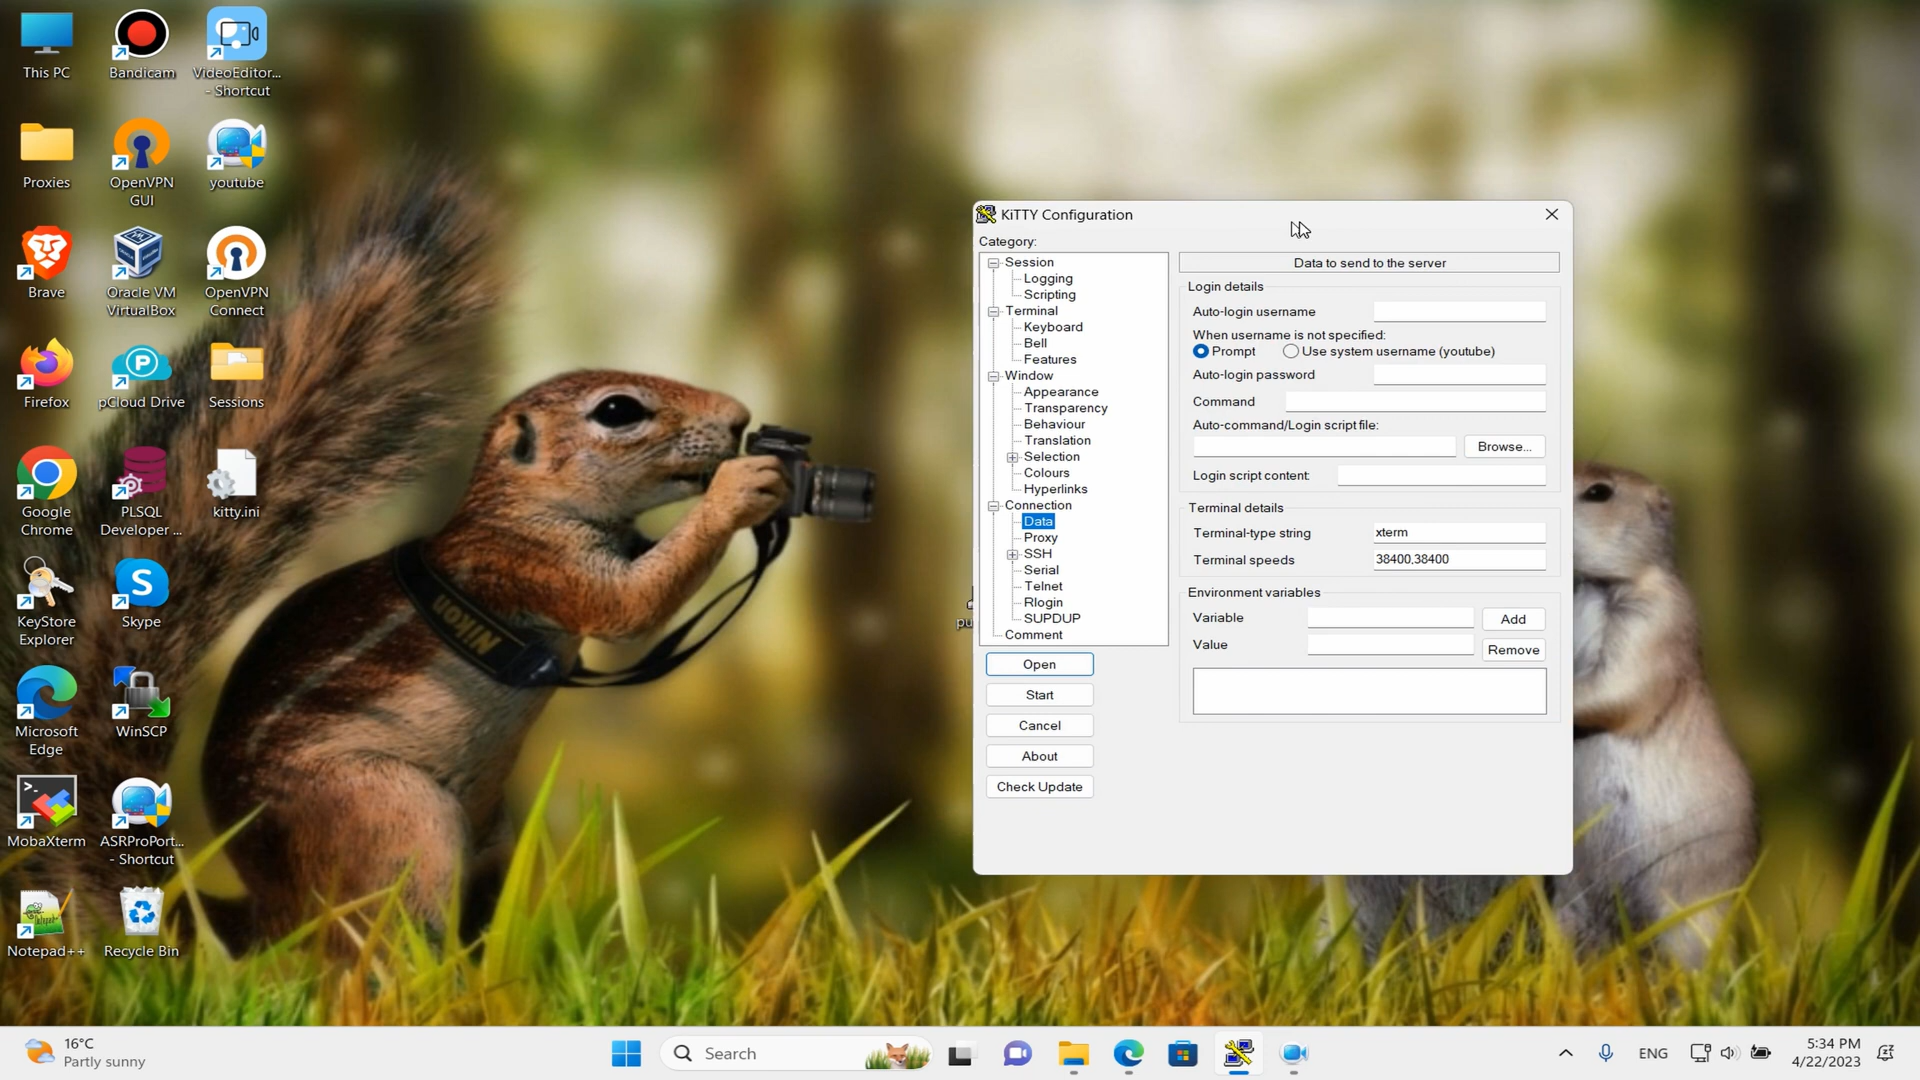 This PC
Bandicam
VideoEditor...
- Shortcut
Proxies
OpenVPN
GUI
youtube
Brave
Oracle VM
VirtualBox
OpenVPN
Connect
Firefox
pCloud Drive
Sessions
Google
Chrome
PLSQL
Developer ...
kitty.ini
KeyStore
Explorer
Skype
Microsoft
Edge
WinSCP
MobaXterm
ASRProPort...
- Shortcut
Notepad++
Recycle Bin
Nikon
pu
KiTTY Configuration
Category:
Session
Logging
Scripting
Terminal
Keyboard
Bell
Features
Window
Appearance
Transparency
Behaviour
Translation
Selection
Colours
Hyperlinks
Connection
Data
Proxy
SSH
Serial
Telnet
Rlogin
SUPDUP
Comment
Open
Start
Cancel
About
Check Update
Data to send to the server
Login details
Auto-login username
When username is not specified:
Prompt Use system username (youtube)
Auto-login password
Command
Auto-command/Login script file:
Browse...
Login script content:
Terminal details
Terminal-type string xterm
Terminal speeds 38400,38400
Environment variables
Variable Add
Value Remove
16°C
Partly sunny
Search
ENG
5:34 PM
4/22/2023